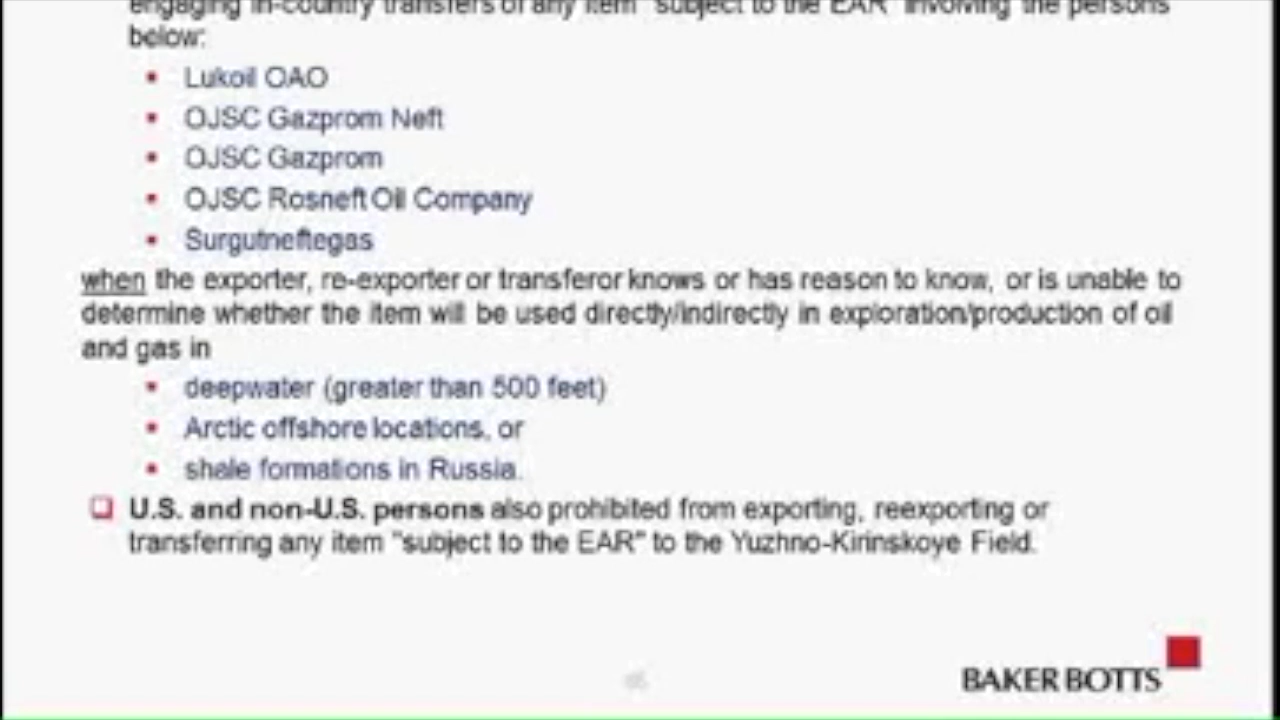 engaging in-country transfers of any item "subject to the EAR" involving the persons
below:
▪ Lukoil OAO
▪ OJSC Gazprom Neft
▪ OJSC Gazprom
▪ OJSC Rosneft Oil Company
▪ Surgutneftegas
when the exporter, re-exporter or transferor knows or has reason to know, or is unable to
determine whether the item will be used directly/indirectly in exploration/production of oil
and gas in
▪ deepwater (greater than 500 feet)
▪ Arctic offshore locations, or
▪ shale formations in Russia.
❑ U.S. and non-U.S. persons also prohibited from exporting, reexporting or
transferring any item "subject to the EAR" to the Yuzhno-Kirinskoye Field.
BAKER BOTTS